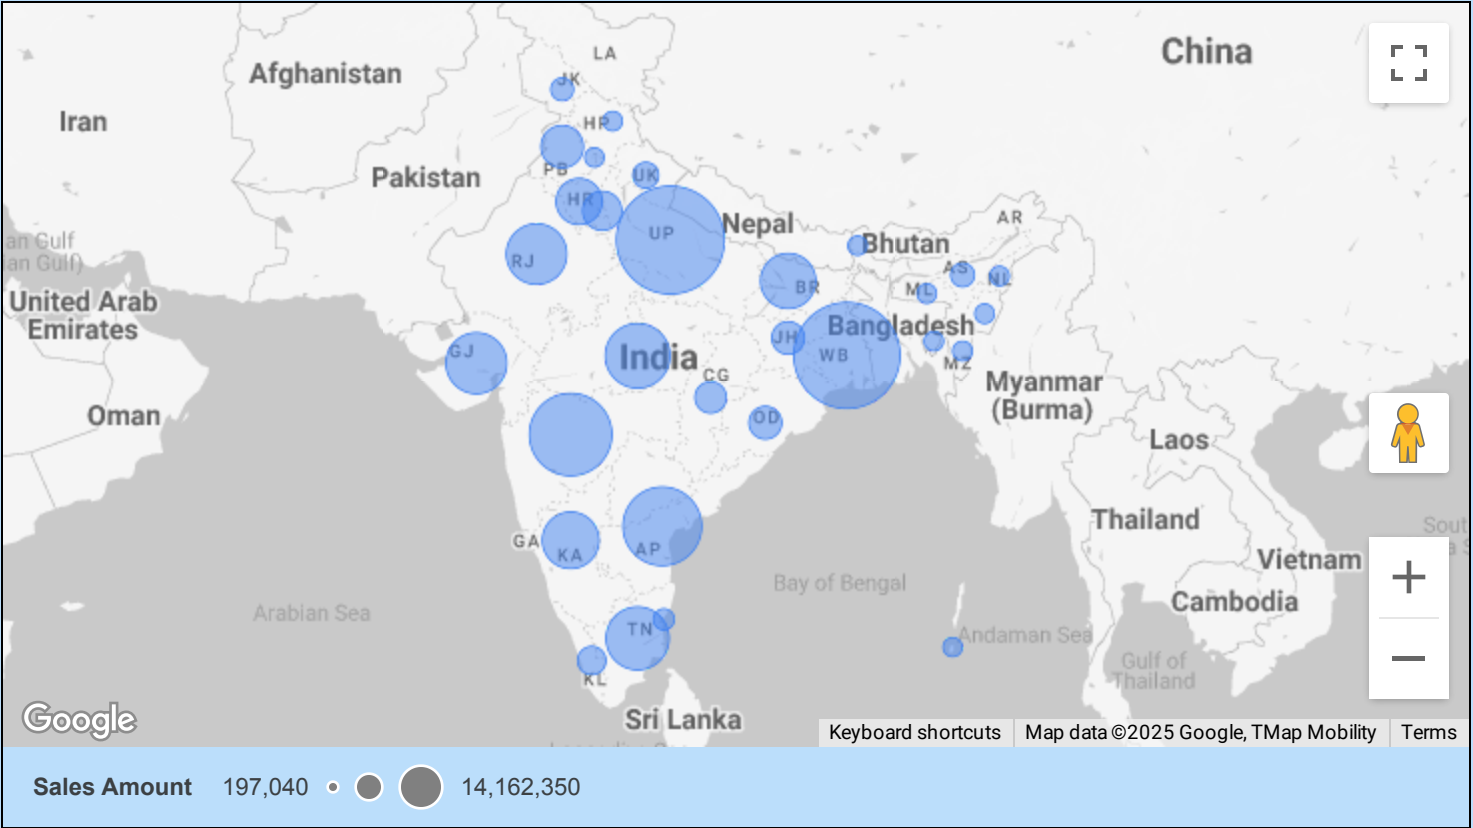 LA
China
Afghanistan
JK
Iran
HP
PB
Pakistan
UK
HR
AR
Nepal
UP
an Gulf
ian Gulf)
Bhutan
RJ
AS
NL
BR
ML
United Arab
Emirates
Bangladesh
JH
GJ
India
WB
CG
MZ
Myanmar
(Burma)
Oman
OD
Laos
Thailand
Sout
GA
KA
AP
Vietnam
Bay of Bengal
Cambodia
Arabian Sea
TN
Andaman Sea
Gulf of
Thailand
KL
Google
Sri Lanka
Keyboard shortcuts
Map data ©2025 Google, TMap Mobility
Terms
Sales Amount
197,040
14,162,350